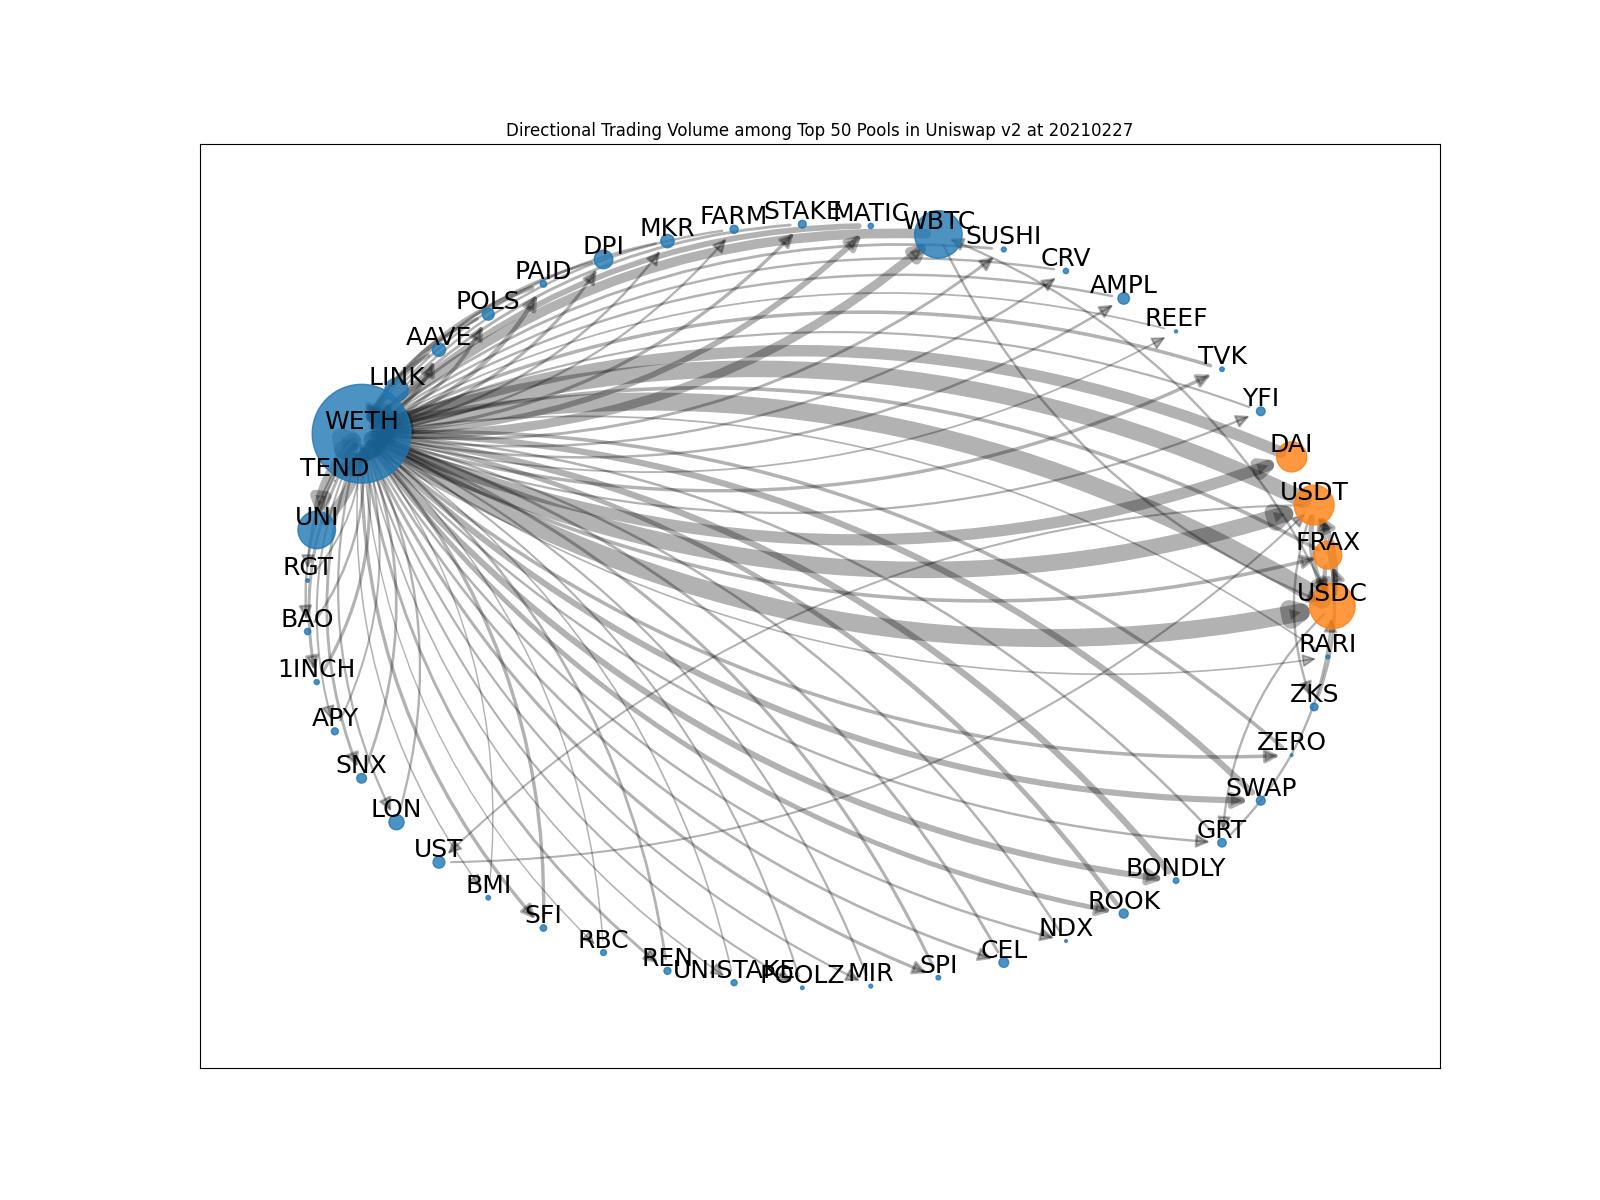 Directional Trading Volume among Top 50 Pools in Uniswap v2 at 20210227
MKR
FARM
STAKE
MATIC
WBTC
SUSHI
DPI
CRV
PAID
AMPL
POLS
REEF
AAVE
TVK
LINK
YFI
WETH
DAI
TEND
USDT
UNI
FRAX
RGT
USDC
BAO
RARI
1INCH
ZKS
APY
ZERO
SNX
SWAP
LON
GRT
UST
BONDLY
BMI
ROOK
SFI
NDX
RBC
CEL
REN
UNISTAKE
POOLZ
MIR
SPI